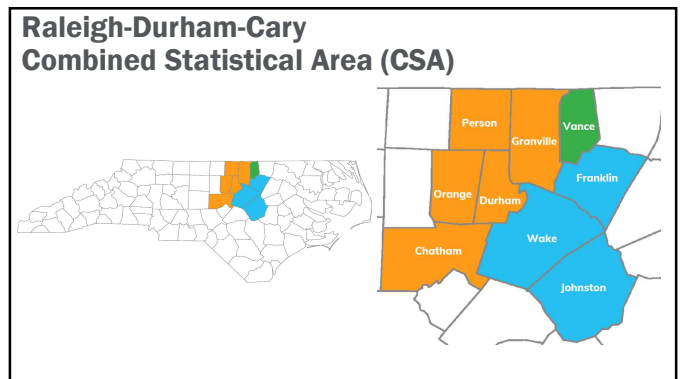 Raleigh-Durham-Cary
Combined Statistical Area (CSA)
Person
Granville
Vance
Franklin
Orange
Durham
Wake
Chatham
Johnston